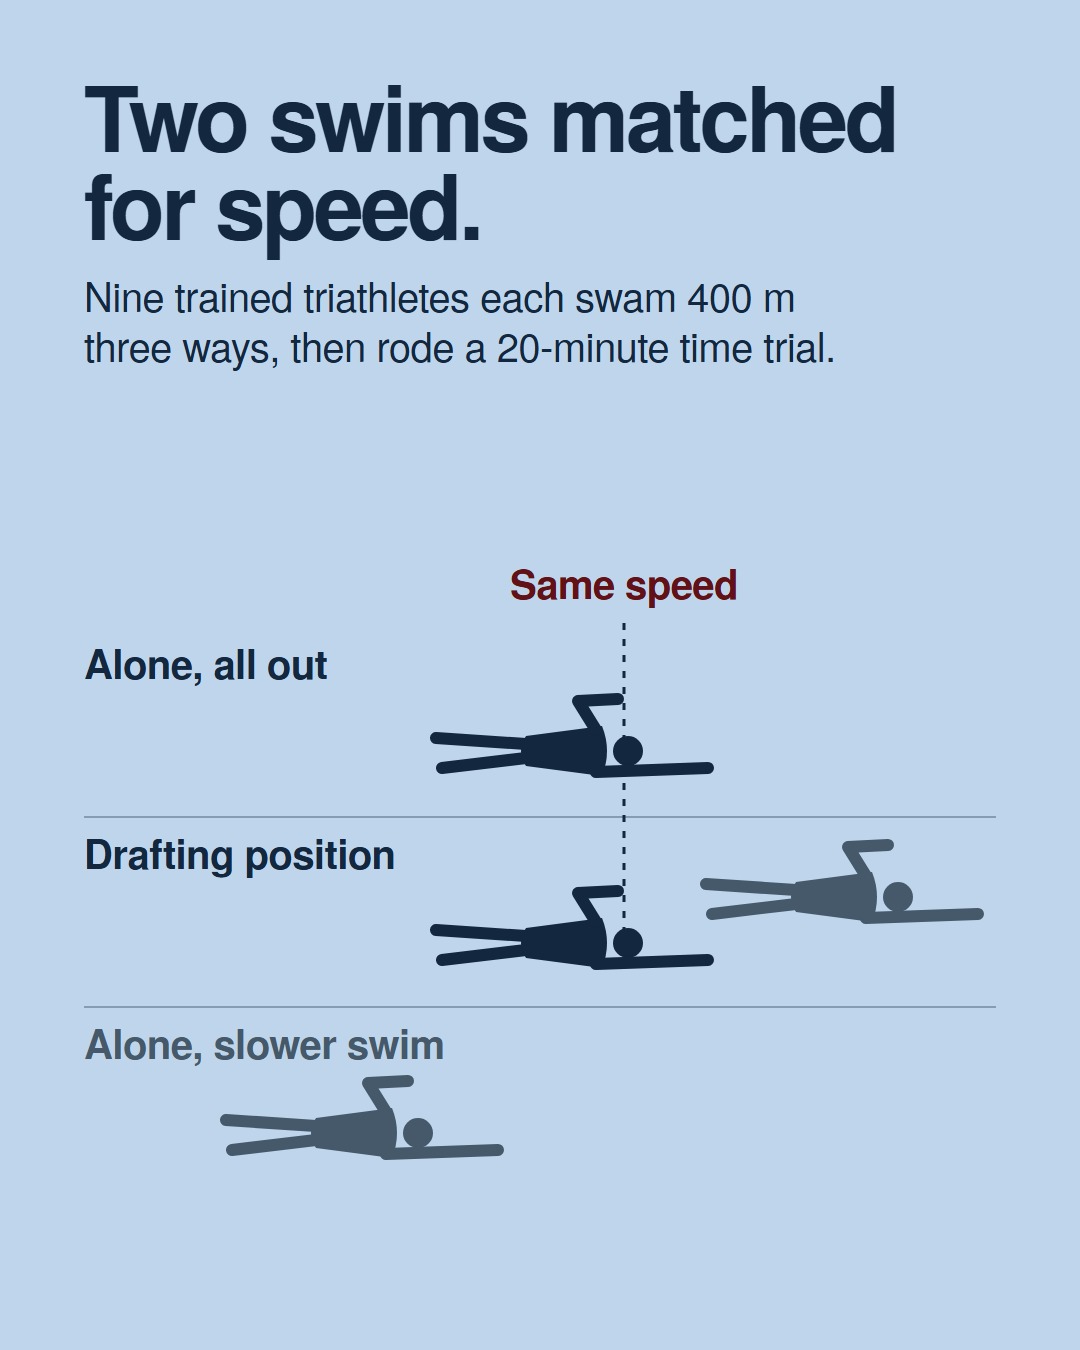 Two swims matched
for speed.
Nine trained triathletes each swam 400 m
three ways, then rode a 20-minute time trial.
Same speed
Alone, all out
Drafting position
Alone, slower swim